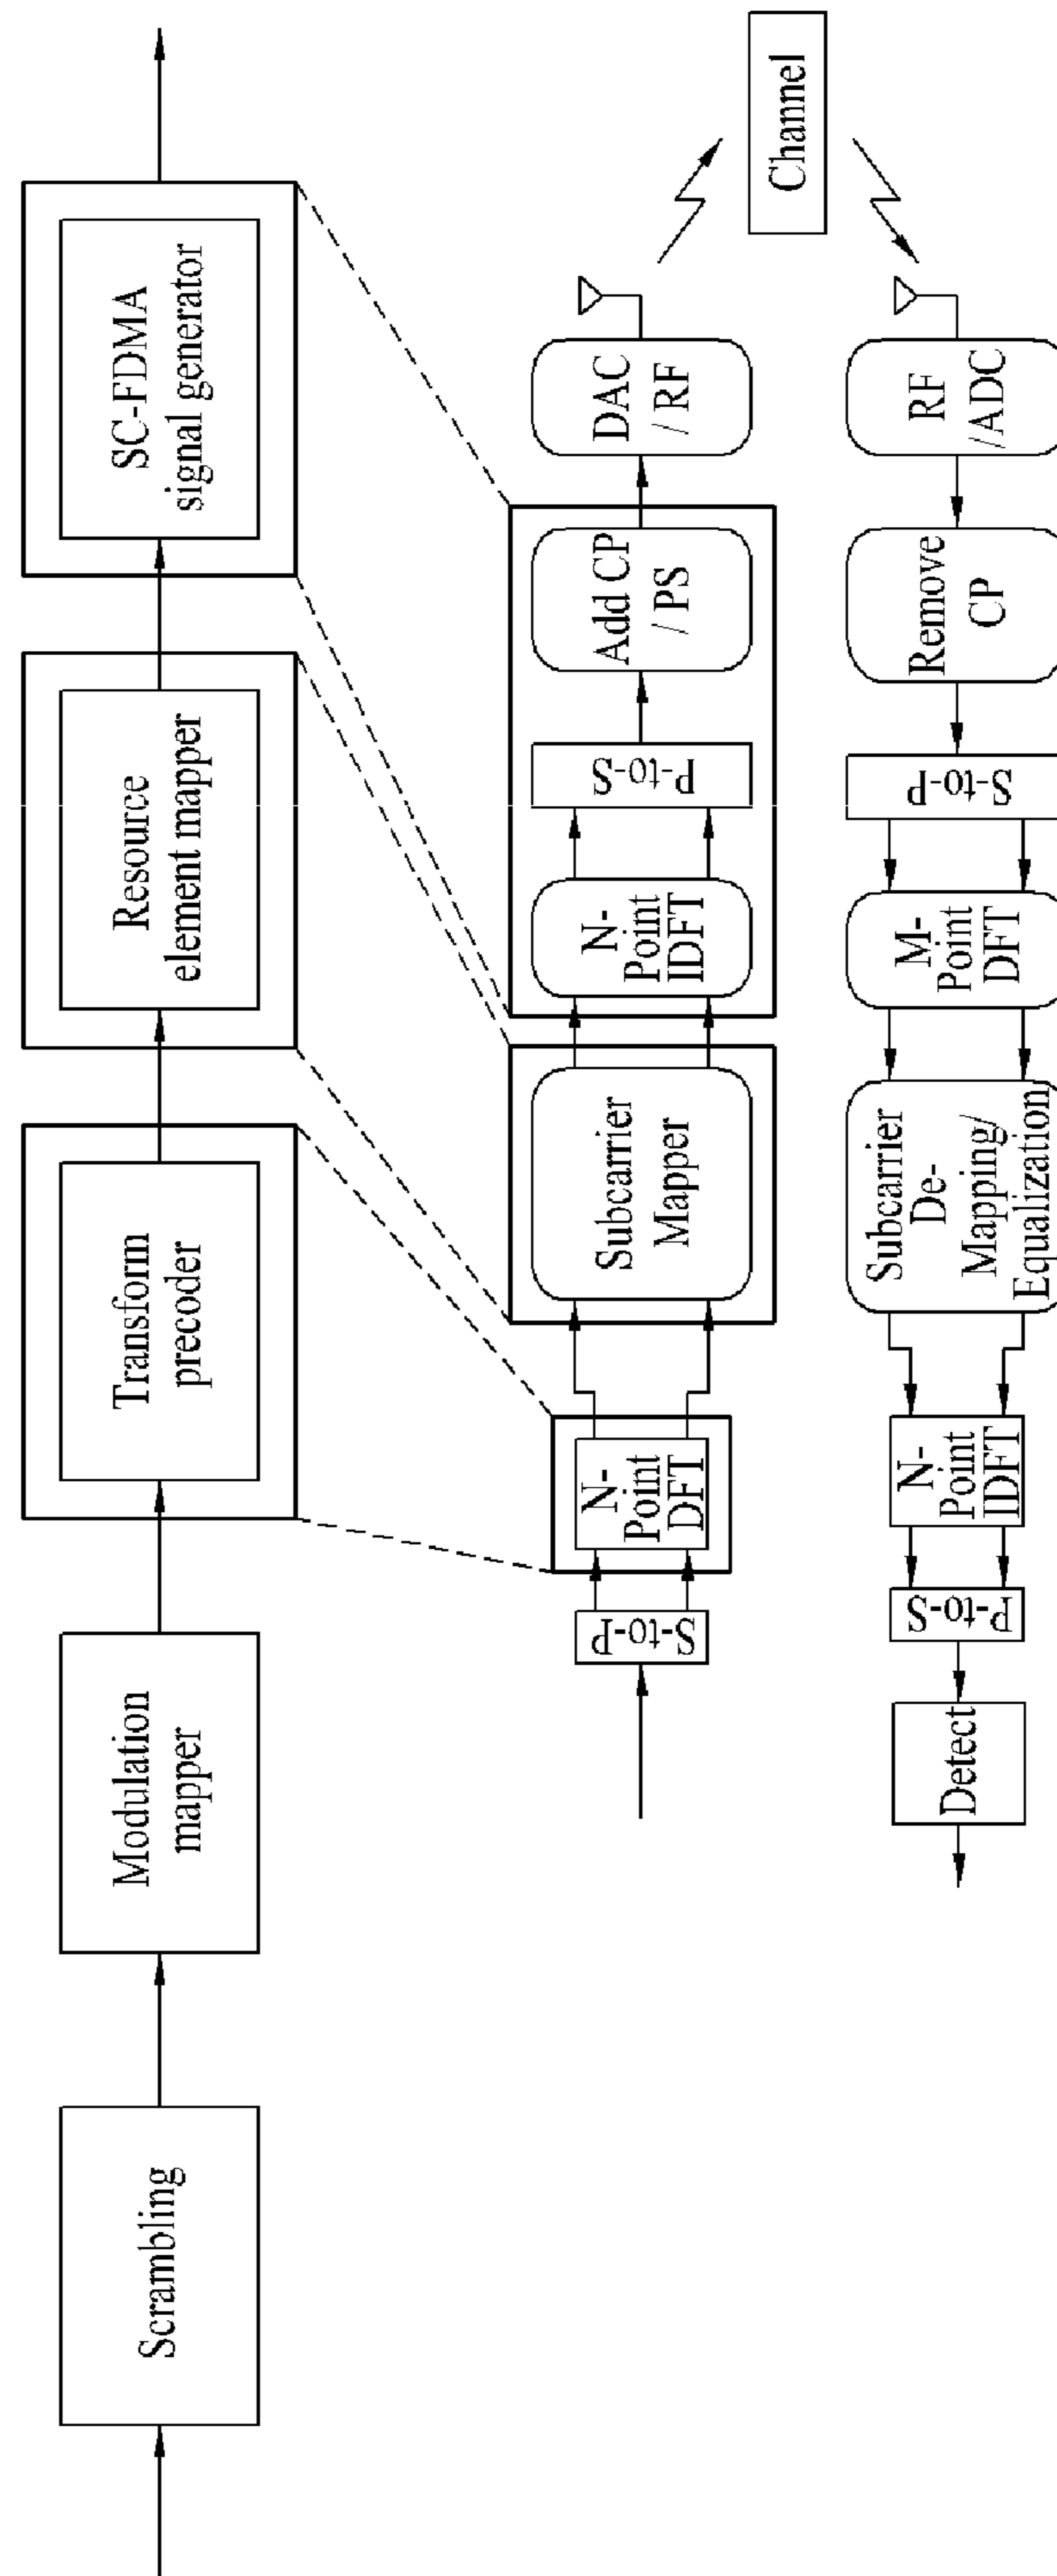 Scrambling
Modulation
mapper
Transform
precoder
Resource
element mapper
SC-FDMA
signal generator
S-to-P
N-
Point
DFT
Subcarrier
Mapper
N-
Point
IDFT
P-to-S
Add CP
/ PS
DAC
/ RF
Channel
Detect
P-to-S
N-
Point
IDFT
Subcarrier
De-
Mapping/
Equalization
M-
Point
DFT
S-to-P
Remove
CP
RF
/ADC